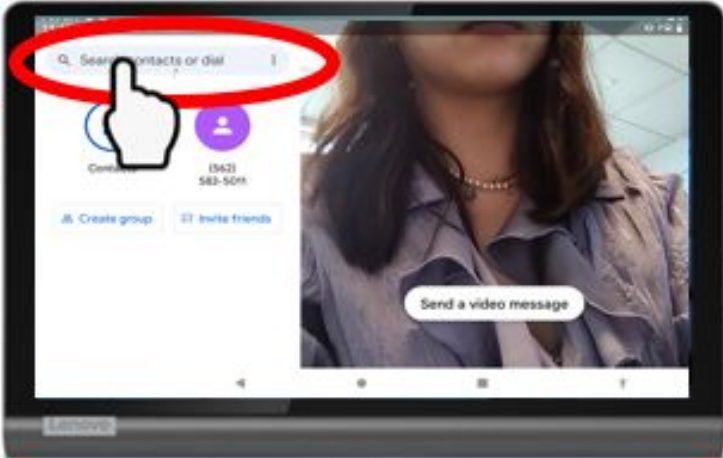 Search contacts or dial
Contacts
(562)
583-5011
Create group
Invite friends
Send a video message
Lenovo